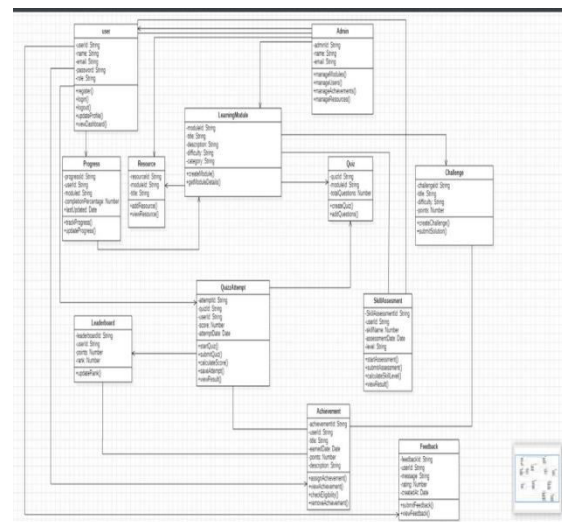 user
-userId: String
-name: String
-email: String
-password: String
-role: String
+register()
+login()
+logout()
+updateProfile()
+viewDashboard()
Admin
-adminId: String
-name: String
-email: String
+manageModules()
+manageUsers()
+manageAchievements()
+manageResources()
LearningModule
-moduleId: String
-title: String
-description: String
-difficulty: String
-category: String
+createModule()
+getModuleDetails()
Progress
-progressId: String
-userId: String
-moduleId: String
-completionPercentage: Number
-lastUpdated: Date
+trackProgress()
+updateProgress()
Resource
-resourceId: String
-moduleId: String
-title: String
+addResource()
+viewResource()
Quiz
-quizId: String
-moduleId: String
-totalQuestions: Number
+createQuiz()
+addQuestions()
Challenge
-challengeId: String
-title: String
-difficulty: String
-points: Number
+createChallenge()
+submitSolution()
QuizzAttempt
-attemptId: String
-quizId: String
-userId: String
-score: Number
-attemptDate: Date
+startQuiz()
+submitQuiz()
+calculateScore()
+saveAttempt()
+viewResult()
SkillAssesment
-SkillAssessmentId: String
-userId: String
-skillName: Number
-assessmentDate: Date
-level: String
+startAssessment()
+submitAssessment()
+calculateSkillLevel()
+viewResult()
Leaderboard
-leaderboardId: String
-userId: String
-points: Number
-rank: Number
+updateRank()
Achievement
-achievementId: String
-userId: String
-title: String
-earnedDate: Date
-points: Number
-description: String
+assignAchievement()
+viewAchievement()
-checkEligibility()
+removeAchievement()
Feedback
-feedbackId: String
-userId: String
-message: String
-rating: Number
-createdAt: Date
+submitFeedback()
+viewFeedback()